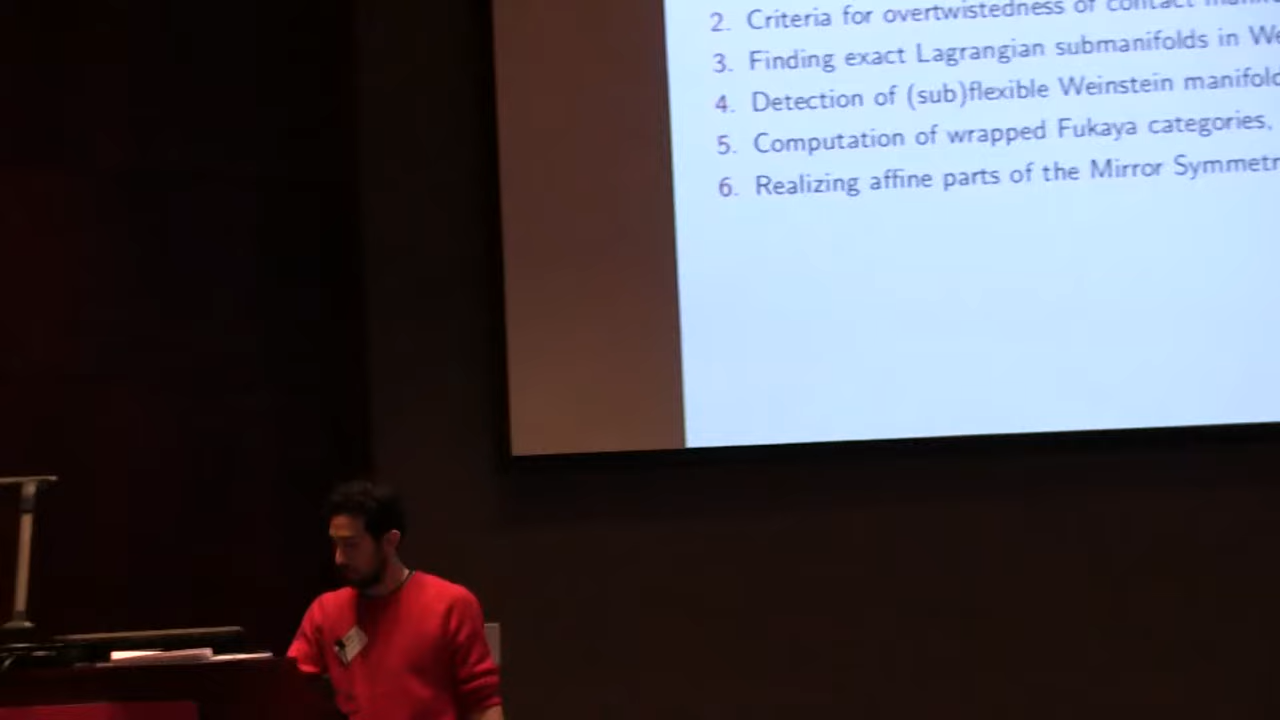 2. Criteria for overtwistedness of contact
3. Finding exact Lagrangian submanifolds in We
4. Detection of (sub)flexible Weinstein manifold
5. Computation of wrapped Fukaya categories,
6. Realizing affine parts of the Mirror Symmetr